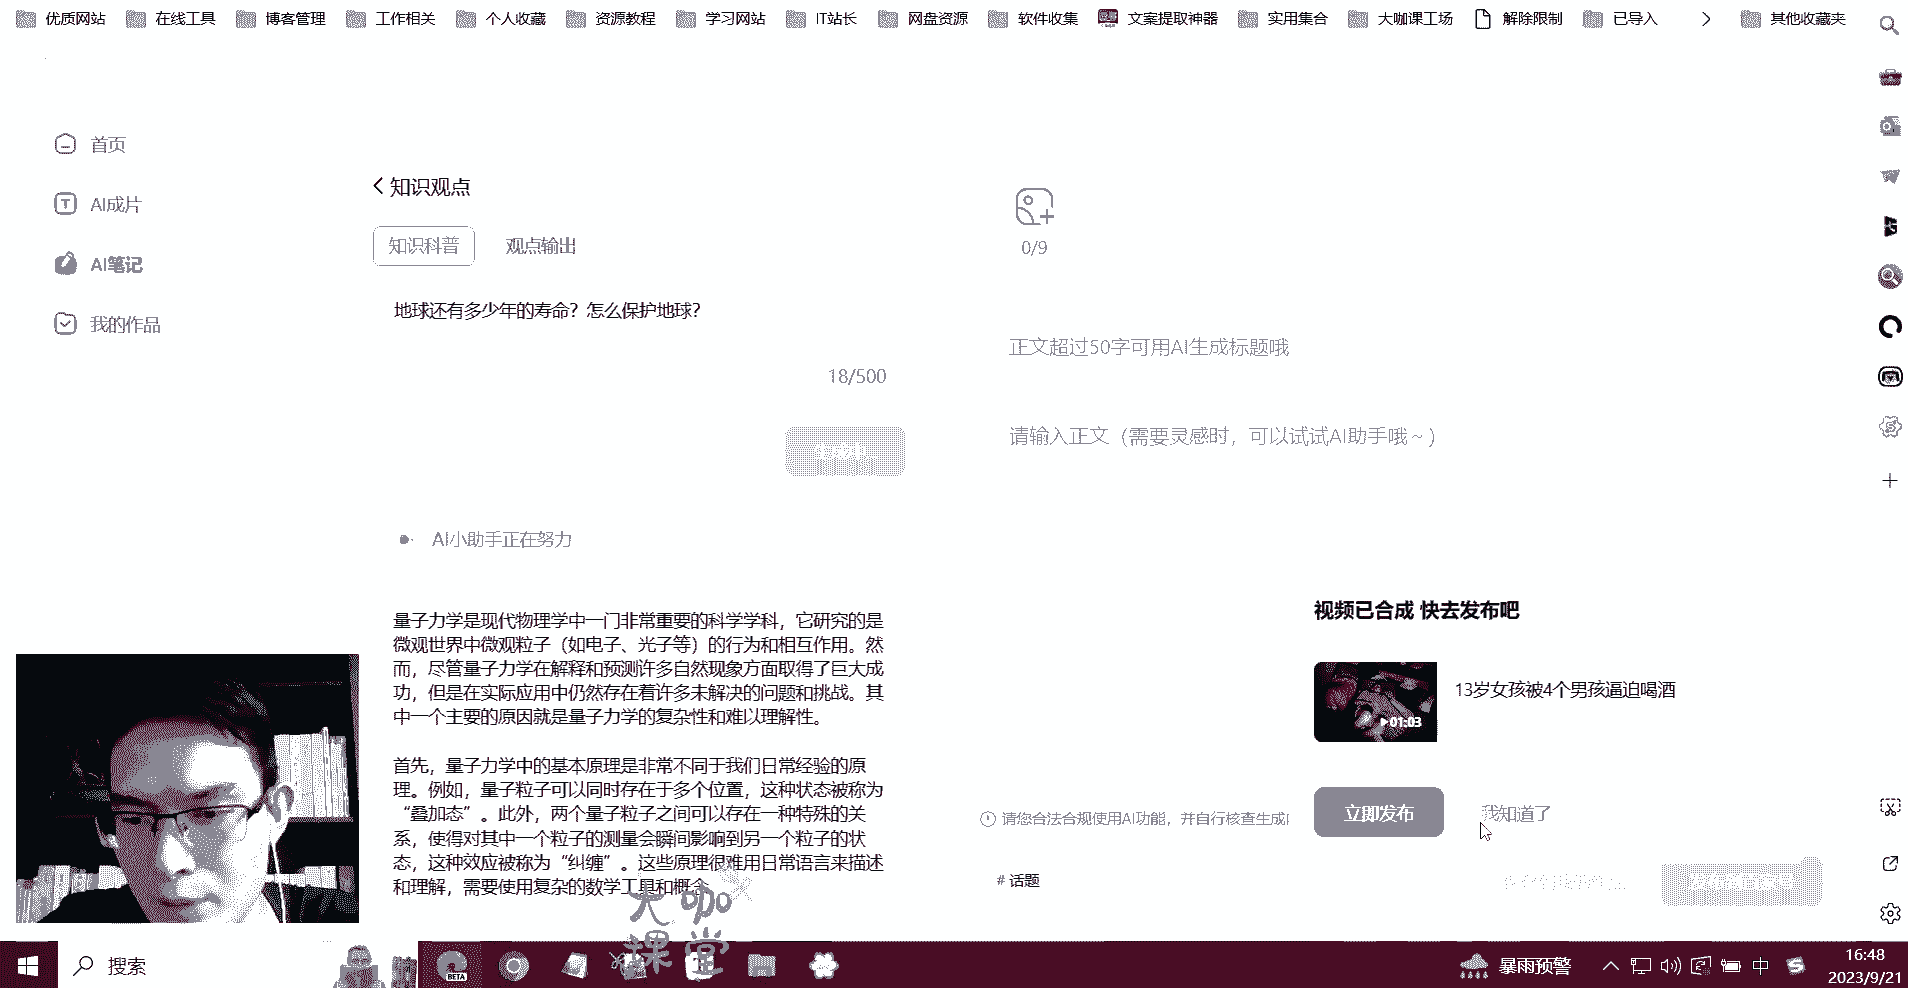 优质网站
在线工具
博客管理
工作相关
个人收藏
资源教程
学习网站
IT站长
网盘资源
软件收集
文案提取神器
实用集合
大咖课工场
解除限制
已导入
其他收藏夹
首页
AI成片
AI笔记
我的作品
知识观点
知识科普
观点输出
地球还有多少年的寿命？怎么保护地球？
18/500
AI小助手正在努力
量子力学是现代物理学中一门非常重要的科学学科，它研究的是
微观世界中微观粒子（如电子、光子等）的行为和相互作用。然
而，尽管量子力学在解释和预测许多自然现象方面取得了巨大成
功，但是在实际应用中仍然存在着许多未解决的问题和挑战。其
中一个主要的原因就是量子力学的复杂性和难以理解性。
首先，量子力学中的基本原理是非常不同于我们日常经验的原
理。例如，量子粒子可以同时存在于多个位置，这种状态被称为
“叠加态”。此外，两个量子粒子之间可以存在一种特殊的关
系，使得对其中一个粒子的测量会瞬间影响到另一个粒子的状
态，这种效应被称为“纠缠”。这些原理很难用日常语言来描述
和理解，需要使用复杂的数学工具和概念
0/9
正文超过50字可用AI生成标题哦
请输入正文（需要灵感时，可以试试AI助手哦～）
请您合法合规使用AI功能，并自行核查生成
# 话题
视频已合成 快去发布吧
13岁女孩被4个男孩逼迫喝酒
01:03
立即发布
我知道了
发布到百家号
大咖
课堂
搜索
BETA
暴雨预警
中
16:48
2023/9/21